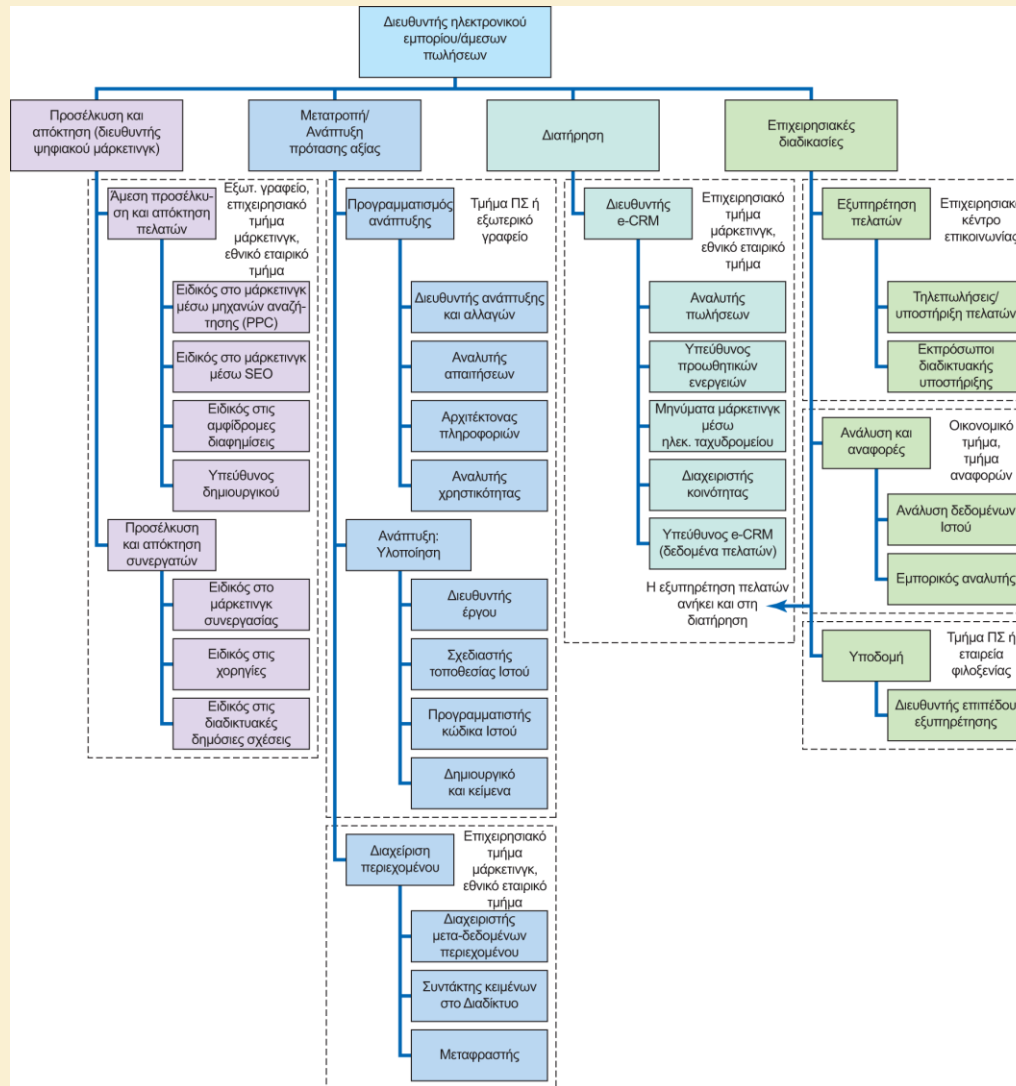 Διευθυντής ηλεκτρονικού
εμπορίου/άμεσων
πωλήσεων
Προσέλκυση και
απόκτηση (διευθυντής
ψηφιακού μάρκετινγκ)
Μετατροπή/
Ανάπτυξη
πρότασης αξίας
Διατήρηση
Επιχειρησιακές
διαδικασίες
Άμεση προσέλκυ-
ση και απόκτηση
πελατών
Εξωτ. γραφείο,
επιχειρησιακό
τμήμα
μάρκετινγκ,
εθνικό εταιρικό
τμήμα
Ειδικός στο μάρκετινγκ
μέσω μηχανών αναζή-
τησης (PPC)
Ειδικός στο μάρκετινγκ
μέσω SEO
Ειδικός στις
αμφίδρομες
διαφημίσεις
Υπεύθυνος
δημιουργικού
Προσέλκυση
και απόκτηση
συνεργατών
Ειδικός στο
μάρκετινγκ
συνεργασίας
Ειδικός στις
χορηγίες
Ειδικός στις
διαδικτυακές
δημόσιες σχέσεις
Προγραμματισμός
ανάπτυξης
Τμήμα ΠΣ ή
εξωτερικό
γραφείο
Διευθυντής ανάπτυξης
και αλλαγών
Αναλυτής
απαιτήσεων
Αρχιτέκτονας
πληροφοριών
Αναλυτής
χρηστικότητας
Ανάπτυξη:
Υλοποίηση
Διευθυντής
έργου
Σχεδιαστής
τοποθεσίας Ιστού
Προγραμματιστής
κώδικα Ιστού
Δημιουργικό
και κείμενα
Διαχείριση
περιεχομένου
Επιχειρησιακό
τμήμα
μάρκετινγκ,
εθνικό εταιρικό
τμήμα
Διαχειριστής
μετα-δεδομένων
περιεχομένου
Συντάκτης κειμένων
στο Διαδίκτυο
Μεταφραστής
Διευθυντής
e-CRM
Επιχειρησιακό
τμήμα
μάρκετινγκ,
εθνικό εταιρικό
τμήμα
Αναλυτής
πωλήσεων
Υπεύθυνος
προωθητικών
ενεργειών
Μηνύματα μάρκετινγκ
μέσω
ηλεκ. ταχυδρομείου
Διαχειριστής
κοινότητας
Υπεύθυνος e-CRM
(δεδομένα πελατών)
Η εξυπηρέτηση πελατών
ανήκει και στη
διατήρηση
Εξυπηρέτηση
πελατών
Επιχειρησιακό
κέντρο
επικοινωνίας
Τηλεπωλήσεις/
υποστήριξη πελατών
Εκπρόσωποι
διαδικτυακής
υποστήριξης
Ανάλυση και
αναφορές
Οικονομικό
τμήμα,
τμήμα
αναφορών
Ανάλυση δεδομένων
Ιστού
Εμπορικός αναλυτής
Υποδομή
Τμήμα ΠΣ ή
εταιρεία
φιλοξενίας
Διευθυντής επιπέδου
εξυπηρέτησης